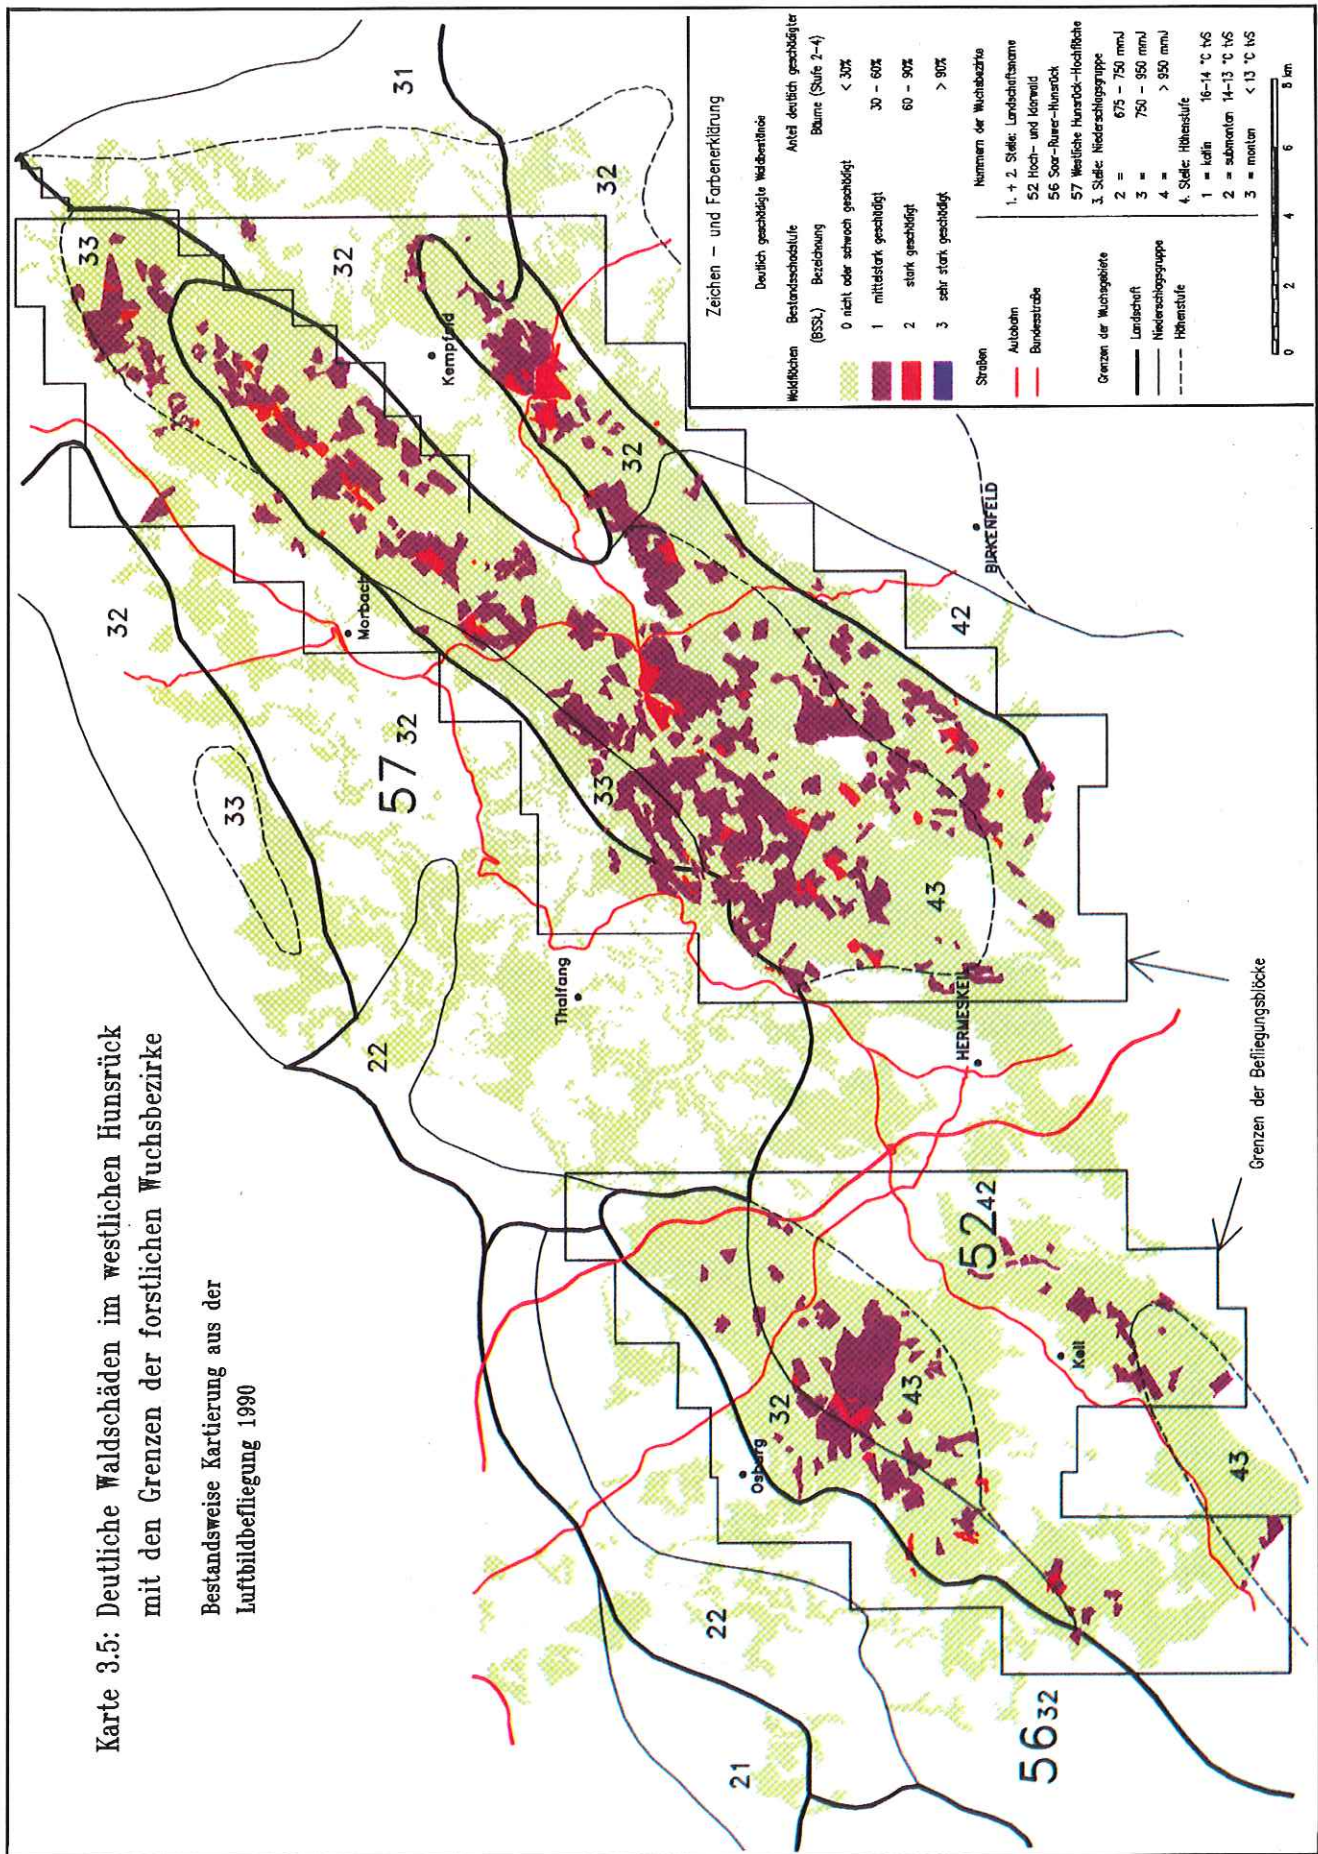 Karte 3.5: Deutliche Waldschäden im westlichen Hunsrück
mit den Grenzen der forstlichen Wuchsbezirke
Bestandsweise Kartierung aus der
Luftbildbefliegung 1990
31
32
33
32
32
33
32
57 32
33
32
42
43
22
52 42
43
32
43
22
21
56 32
Kempfeld
Morbach
BIRKENFELD
Thalfang
HERMESKEIL
Osburg
Kell
Grenzen der Befliegungsblöcke
Zeichen - und Farbenerklärung
Deutlich geschädigte Waldbestände
Waldflächen Bestandsschadstufe Anteil deutlich geschädigter
(BSSt.) Bezeichnung Bäume (Stufe 2-4)
0 nicht oder schwach geschädigt < 30%
1 mittelstark geschädigt 30 - 60%
2 stark geschädigt 60 - 90%
3 sehr stark geschädigt > 90%
Straßen
Autobahn
Bundesstraße
Grenzen der Wuchsgebiete
Landschaft
Niederschlagsgruppe
Höhenstufe
Nummern der Wuchsbezirke
1. + 2. Stelle: Landschaftsname
52 Hoch- und Idarwald
56 Saar-Ruwer-Hunsrück
57 Westliche Hunsrück-Hochfläche
3. Stelle: Niederschlagsgruppe
2 = 675 - 750 mmJ
3 = 750 - 950 mmJ
4 = > 950 mmJ
4. Stelle: Höhenstufe
1 = kollin 16-14 °C tvS
2 = submontan 14-13 °C tvS
3 = montan < 13 °C tvS
0 2 4 6 8 km